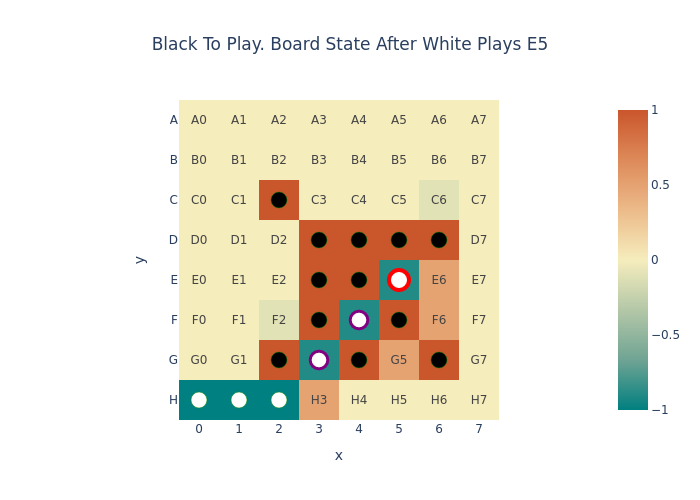 Black To Play. Board State After White Plays E5
A A0 A1 A2 A3 A4 A5 A6 A7
B B0 B1 B2 B3 B4 B5 B6 B7
C C0 C1 C3 C4 C5 C6 C7
D D0 D1 D2 D7
E E0 E1 E2 E6 E7
F F0 F1 F2 F6 F7
G G0 G1 G5 G7
H H3 H4 H5 H6 H7
0 1 2 3 4 5 6 7
x
y
1
0.5
0
−0.5
−1